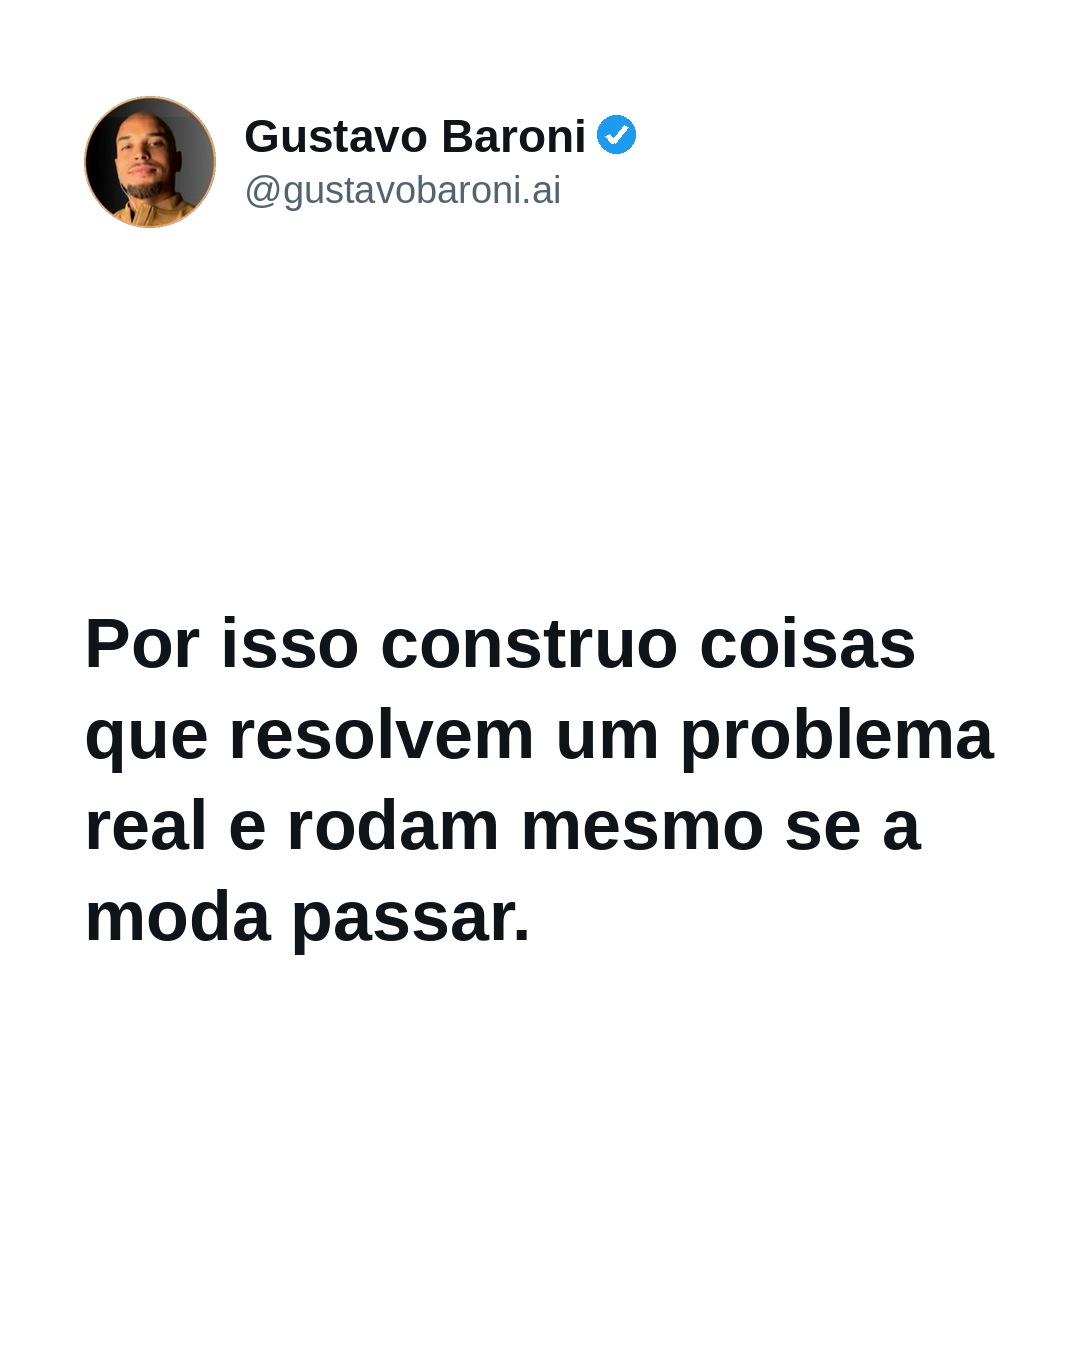 Gustavo Baroni
@gustavobaroni.ai
Por isso construo coisas
que resolvem um problema
real e rodam mesmo se a
moda passar.